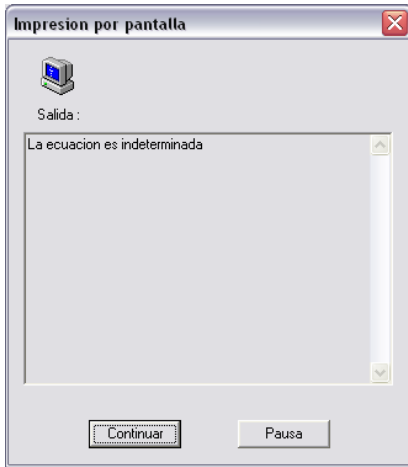 Impresion por pantalla
Salida :
La ecuacion es indeterminada
Continuar
Pausa